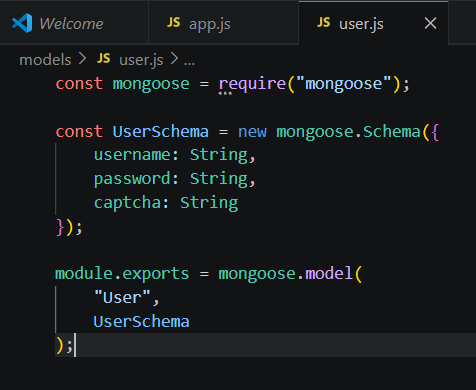 Welcome JS app.js JS user.js ×
models > JS user.js > ...
const mongoose = require("mongoose");
const UserSchema = new mongoose.Schema({
    username: String,
    password: String,
    captcha: String
});
module.exports = mongoose.model(
    "User",
    UserSchema
);